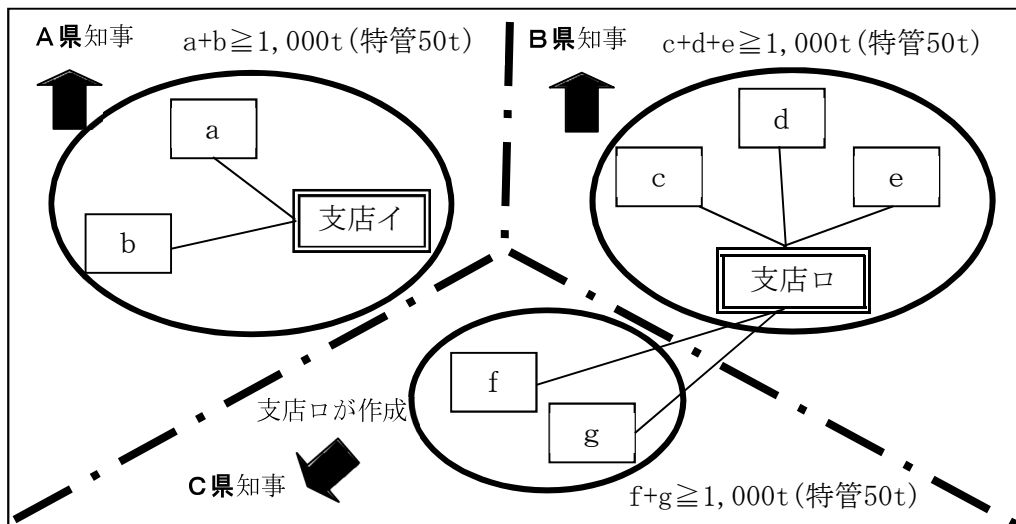 A県知事
a+b≧1,000t(特管50t)
a
b
支店イ
B県知事
c+d+e≧1,000t(特管50t)
d
c
e
支店ロ
f
g
支店ロが作成
C県知事
f+g≧1,000t(特管50t)